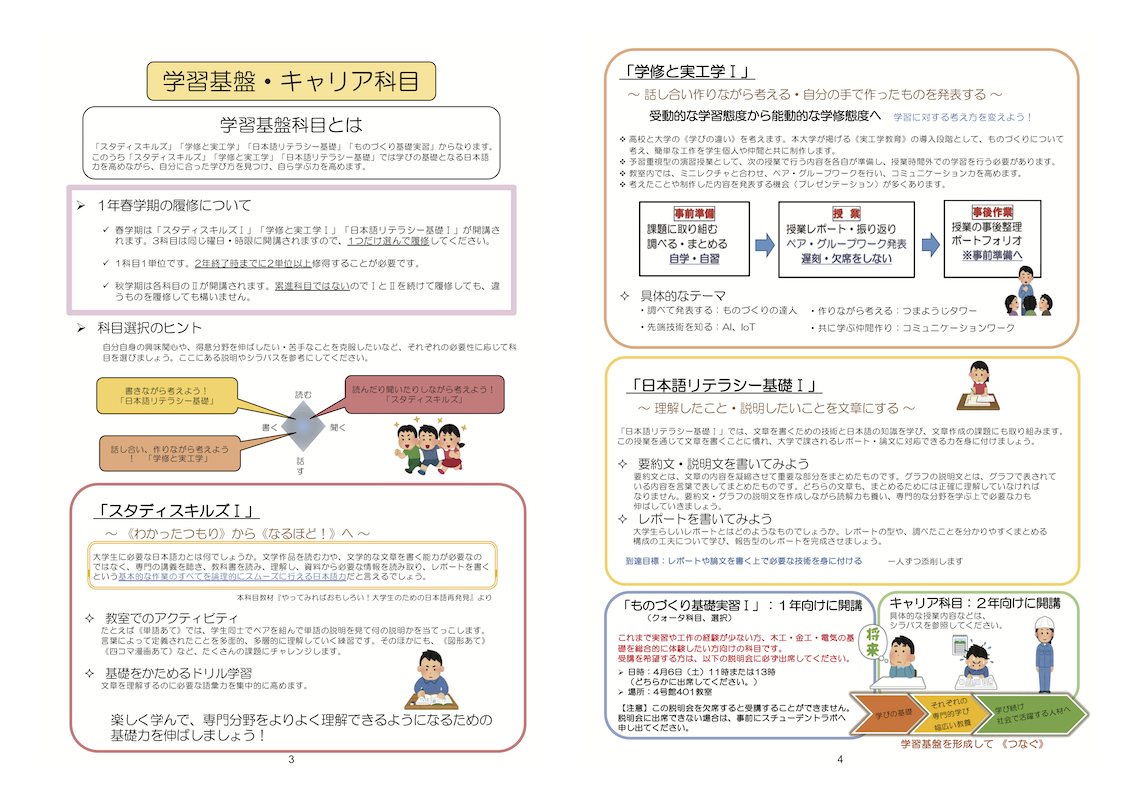 学習基盤・キャリア科目
学習基盤科目とは
「スタディスキルズ」「学修と実工学」「日本語リテラシー基礎」「ものづくり基礎実習」からなります。
このうち「スタディスキルズ」「学修と実工学」「日本語リテラシー基礎」では学びの基礎となる日本語
力を高めながら、自分に合った学び方を見つけ、自ら学ぶ力を高めます。
➢ 1年春学期の履修について
✓ 春学期は「スタディスキルズⅠ」「学修と実工学Ⅰ」「日本語リテラシー基礎Ⅰ」が開講さ
れます。3科目は同じ曜日・時限に開講されますので、1つだけ選んで履修してください。
✓ 1科目1単位です。2年終了時までに2単位以上修得することが必要です。
✓ 秋学期は各科目のⅡが開講されます。累進科目ではないのでⅠとⅡを続けて履修しても、違
うものを履修しても構いません。
➢ 科目選択のヒント
自分自身の興味関心や、得意分野を伸ばしたい・苦手なことを克服したいなど、それぞれの必要性に応じて科
目を選びましょう。ここにある説明やシラバスを参考にしてください。
書きながら考えよう！
「日本語リテラシー基礎」
読んだり聞いたりしながら考えよう！
「スタディスキルズ」
話し合い、作りながら考えよう
！ 「学修と実工学」
読む
書く
聞く
話
す
「スタディスキルズⅠ」
～ 《わかったつもり》から《なるほど！》へ ～
大学生に必要な日本語力とは何でしょうか。文学作品を読む力や、文学的な文章を書く能力が必要なの
ではなく、専門の講義を聴き、教科書を読み、理解し、資料から必要な情報を読み取り、レポートを書く
という基本的な作業のすべてを論理的にスムーズに行える日本語力だと言えるでしょう。
本科目教材『やってみればおもしろい！大学生のための日本語再発見』より
✧ 教室でのアクティビティ
たとえば《単語あて》では、学生同士でペアを組んで単語の説明を見て何の説明かを当てっこします。
言葉によって定義されたことを多面的、多層的に理解していく練習です。そのほかにも、《図形あて》
《四コマ漫画あて》など、たくさんの課題にチャレンジします。
✧ 基礎をかためるドリル学習
文章を理解するのに必要な語彙力を集中的に高めます。
楽しく学んで、専門分野をよりよく理解できるようになるための
基礎力を伸ばしましょう！
3
「学修と実工学Ⅰ」
～ 話し合い作りながら考える・自分の手で作ったものを発表する ～
受動的な学習態度から能動的な学修態度へ 学習に対する考え方を変えよう！
❖ 高校と大学の《学びの違い》を考えます。本大学が掲げる《実工学教育》の導入段階として、ものづくりについて
考え、簡単な工作を学生個人や仲間と共に制作します。
❖ 予習重視型の演習授業として、次の授業で行う内容を各自が準備し、授業時間外での学習を行う必要があります。
❖ 教室内では、ミニレクチャと合わせ、ペア・グループワークを行い、コミュニケーション力を高めます。
❖ 考えたことや制作した内容を発表する機会（プレゼンテーション）が多くあります。
事前準備
課題に取り組む
調べる・まとめる
自学・自習
授 業
授業レポート・振り返り
ペア・グループワーク発表
遅刻・欠席をしない
事後作業
授業の事後整理
ポートフォリオ
※事前準備へ
✧ 具体的なテーマ
・調べて発表する：ものづくりの達人 ・作りながら考える：つまようじタワー
・先端技術を知る：AI、IoT ・共に学ぶ仲間作り：コミュニケーションワーク
「日本語リテラシー基礎Ⅰ」
～ 理解したこと・説明したいことを文章にする ～
「日本語リテラシー基礎Ⅰ」では、文章を書くための技術と日本語の知識を学び、文章作成の課題にも取り組みます。
この授業を通じて文章を書くことに慣れ、大学で課されるレポート・論文に対応できる力を身に付けましょう。
✧ 要約文・説明文を書いてみよう
要約文とは、文章の内容を凝縮させて重要な部分をまとめたものです。グラフの説明文とは、グラフで表されて
いる内容を言葉で表してまとめたものです。どちらの文章も、まとめるためには正確に理解していなければ
なりません。要約文・グラフの説明文を作成しながら読解力も養い、専門的な分野を学ぶ上で必要な力も
伸ばしていきましょう。
✧ レポートを書いてみよう
大学生らしいレポートとはどのようなものでしょうか。レポートの型や、調べたことを分かりやすくまとめる
構成の工夫について学び、報告型のレポートを完成させましょう。
到達目標：レポートや論文を書く上で必要な技術を身に付ける 一人ずつ添削します
「ものづくり基礎実習Ⅰ」：１年向けに開講
（クォータ科目、選択）
これまで実習や工作の経験が少ない方、木工・金工・電気の基
礎を総合的に体験したい方向けの科目です。
受講を希望する方は、以下の説明会に必ず出席してください。
➢ 日時：4月6日（土）11時または13時
（どちらかに出席してください。）
➢ 場所：4号館401教室
【注意】この説明会を欠席すると受講することができません。
説明会に出席できない場合は、事前にスチューデントラボへ
申し出てください。
キャリア科目：２年向けに開講
具体的な授業内容などは、
シラバスを参照してください。
将
来
学びの基礎
それぞれの
専門的学び
幅広い教養
学び続け
社会で活躍する人材へ
学習基盤を形成して 《つなぐ》
4